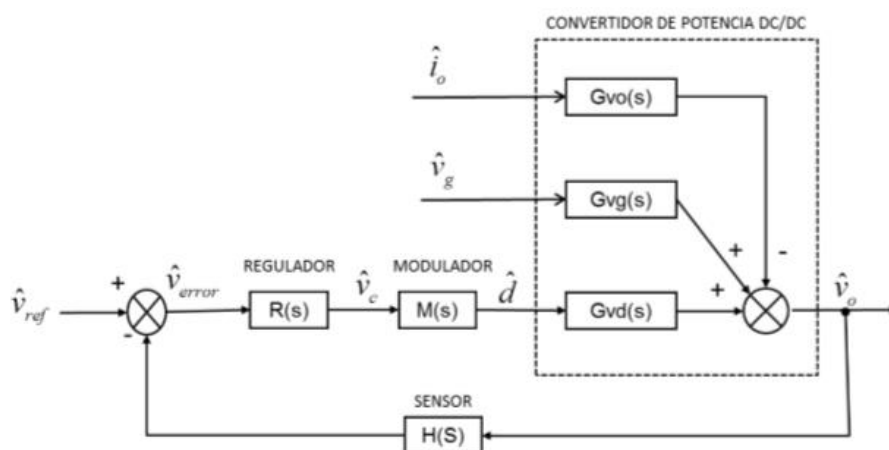 CONVERTIDOR DE POTENCIA DC/DC
î_o
Gvo(s)
v̂_g
Gvg(s)
+
-
REGULADOR
MODULADOR
+
v̂_error
v̂_c
d̂
+
v̂_o
v̂_ref
R(s)
M(s)
Gvd(s)
-
SENSOR
H(S)